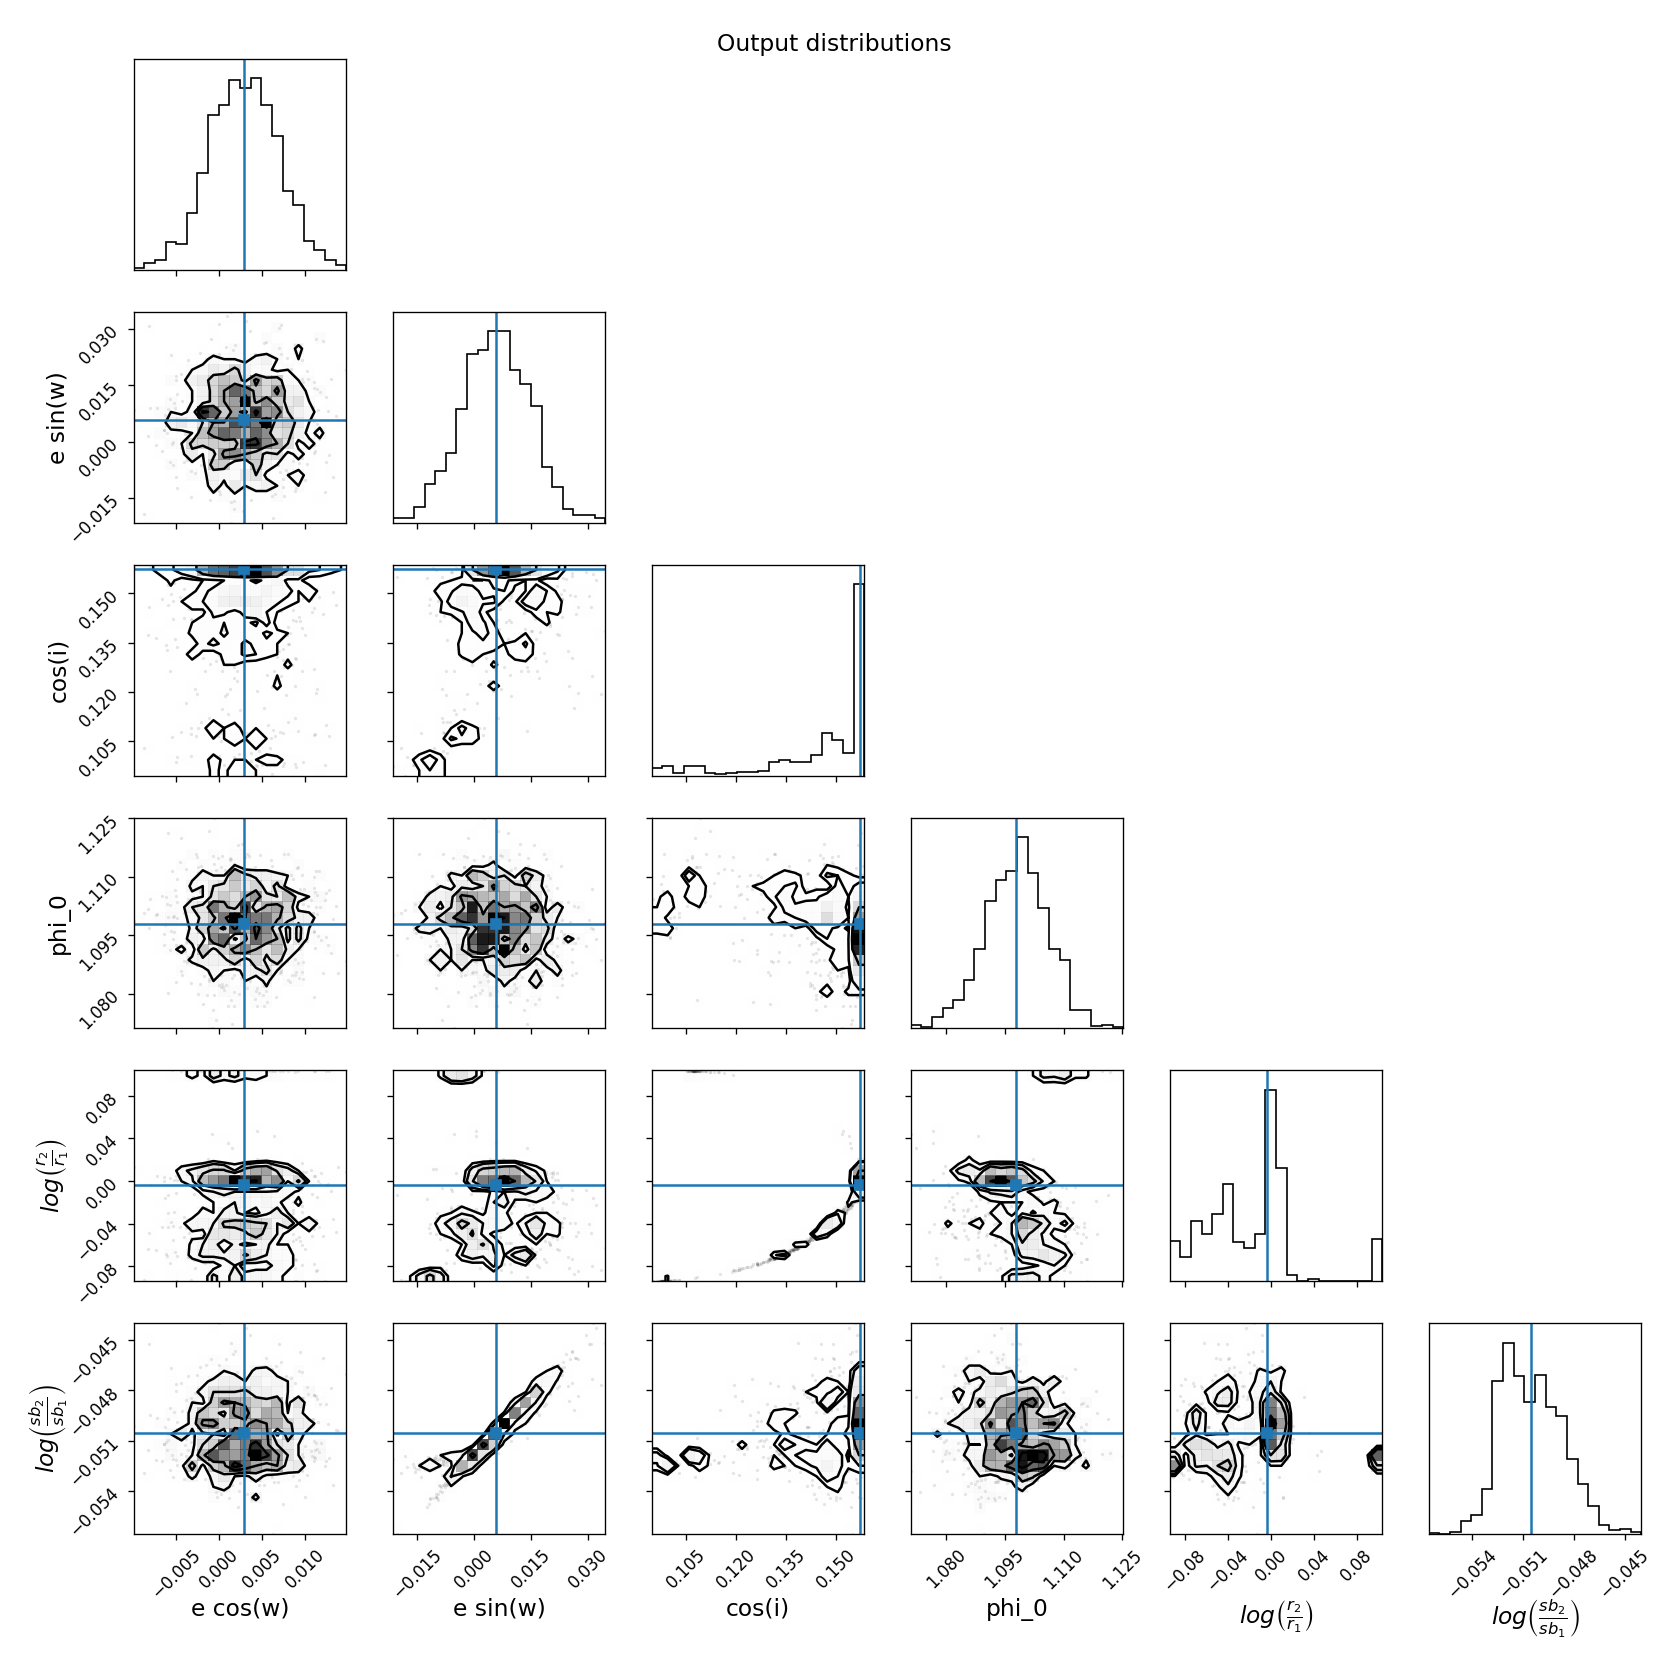 Output distributions
e sin(w)
0.030
0.015
0.000
−0.015
cos(i)
0.150
0.135
0.120
0.105
phi_0
1.125
1.110
1.095
1.080
log(r2/r1)
0.08
0.04
0.00
−0.04
−0.08
log(sb2/sb1)
−0.045
−0.048
−0.051
−0.054
−0.005 0.000 0.005 0.010 −0.015 0.000 0.015 0.030 0.105 0.120 0.135 0.150 1.080 1.095 1.110 1.125 −0.08 −0.04 0.00 0.04 0.08 −0.054 −0.051 −0.048 −0.045
e cos(w) e sin(w) cos(i) phi_0 log(r2/r1) log(sb2/sb1)